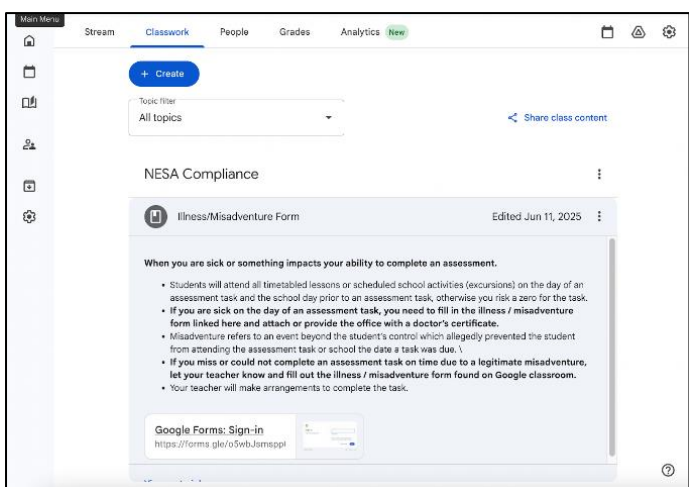 Main Menu
Stream Classwork People Grades Analytics New
+ Create
Topic filter
All topics
Share class content
NESA Compliance
Illness/Misadventure Form Edited Jun 11, 2025
When you are sick or something impacts your ability to complete an assessment.
• Students will attend all timetabled lessons or scheduled school activities (excursions) on the day of an
assessment task and the school day prior to an assessment task, otherwise you risk a zero for the task.
• If you are sick on the day of an assessment task, you need to fill in the illness / misadventure
form linked here and attach or provide the office with a doctor's certificate.
• Misadventure refers to an event beyond the student's control which allegedly prevented the student
from attending the assessment task or school the date a task was due. \
• If you miss or could not complete an assessment task on time due to a legitimate misadventure,
let your teacher know and fill out the illness / misadventure form found on Google classroom.
• Your teacher will make arrangements to complete the task.
Google Forms: Sign-in